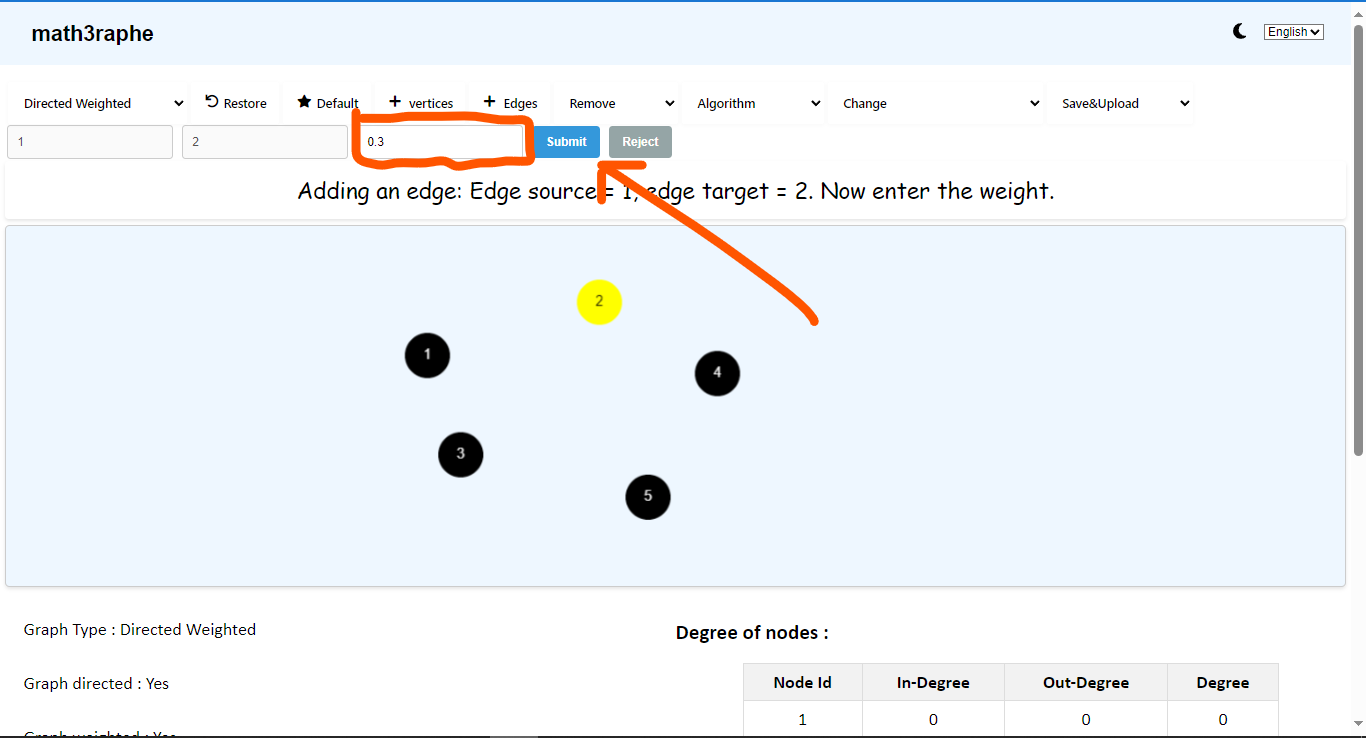 math3raphe
English
Directed Weighted Restore Default + vertices + Edges Remove Algorithm Change Save&Upload
1 2 0.3 Submit Reject
Adding an edge: Edge source = 1, edge target = 2. Now enter the weight.
2
1
4
3
5
Graph Type : Directed Weighted
Graph directed : Yes
Graph weighted : Yes
Degree of nodes :
Node Id In-Degree Out-Degree Degree
1 0 0 0